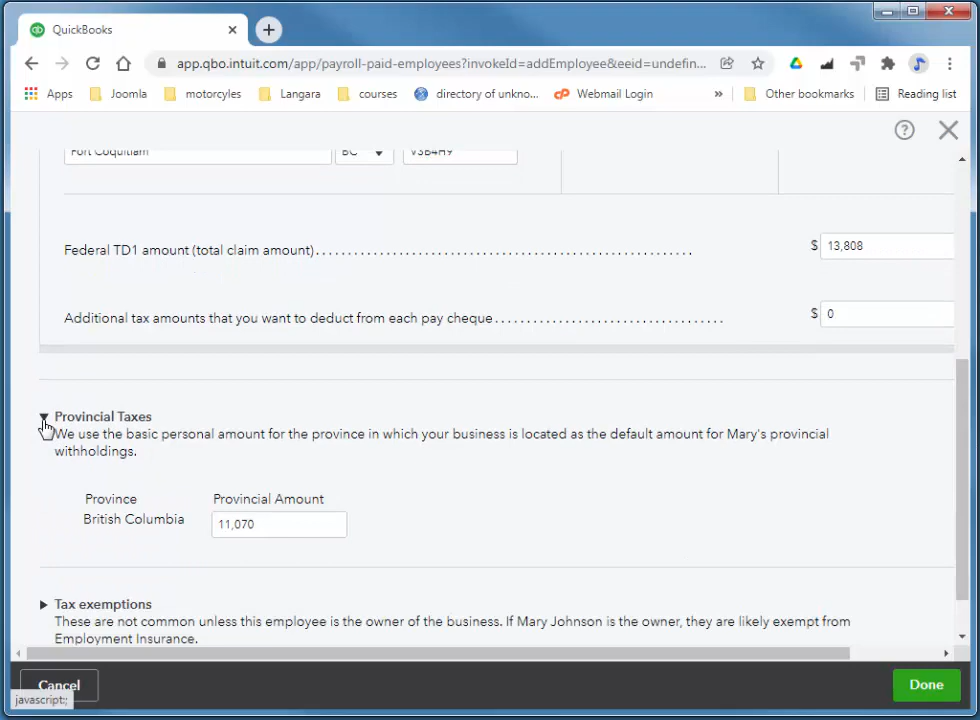 QuickBooks
app.qbo.intuit.com/app/payroll-paid-employees?invokeId=addEmployee&eeid=undefin...
Apps Joomla motorcyles Langara courses directory of unkno... Webmail Login » Other bookmarks Reading list
Port Coquitlam BC V3B4H9
Federal TD1 amount (total claim amount) $ 13,808
Additional tax amounts that you want to deduct from each pay cheque $ 0
Provincial Taxes
We use the basic personal amount for the province in which your business is located as the default amount for Mary's provincial
withholdings.
Province Provincial Amount
British Columbia 11,070
Tax exemptions
These are not common unless this employee is the owner of the business. If Mary Johnson is the owner, they are likely exempt from
Employment Insurance.
Cancel Done
javascript:;